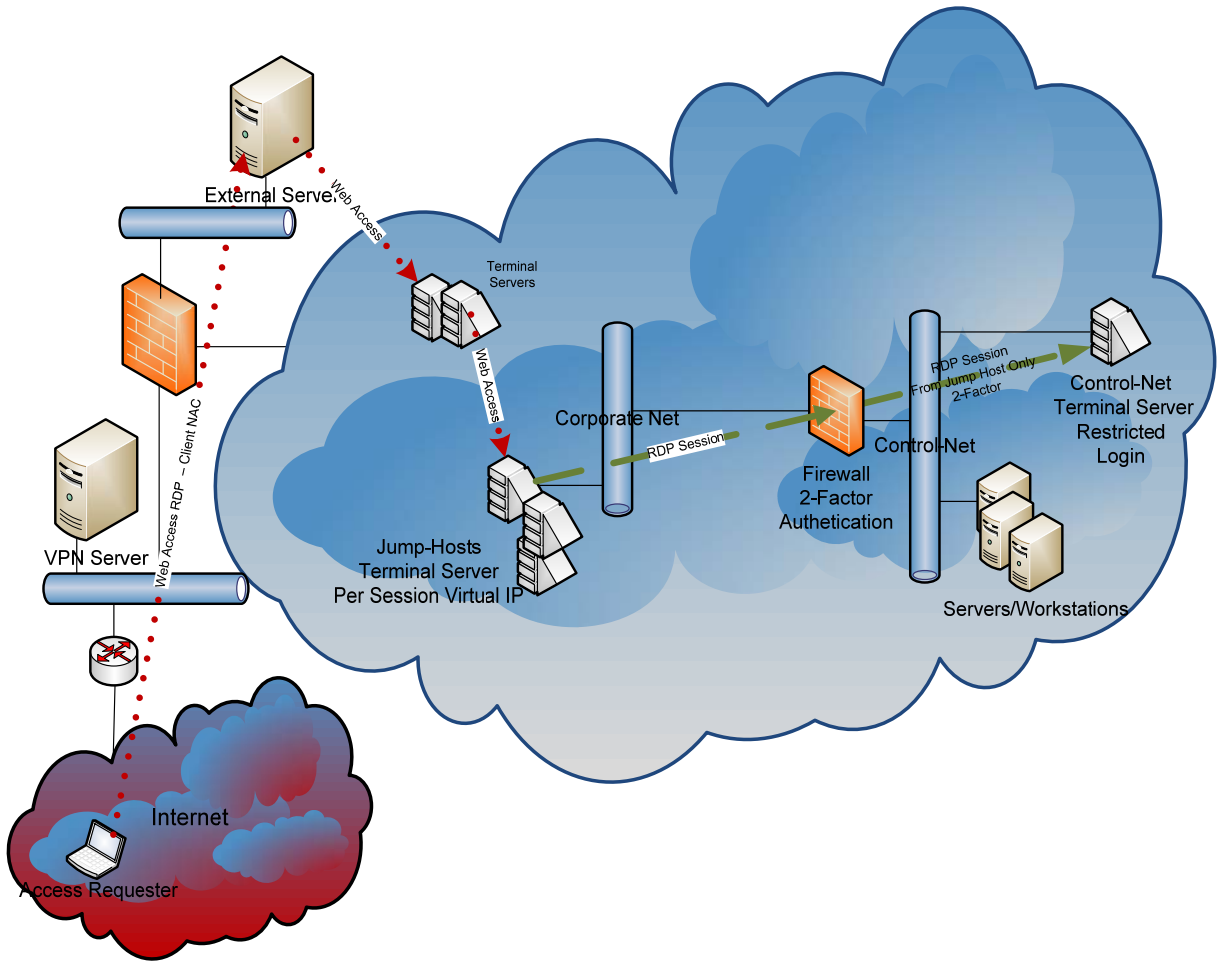 External Server
Web Access
Terminal
Servers
Web Access
Corporate Net
RDP Session
RDP Session
From Jump Host Only
2-Factor
Control-Net
Terminal Server
Restricted
Login
Control-Net
Firewall
2-Factor
Authetication
Servers/Workstations
Jump-Hosts
Terminal Server
Per Session Virtual IP
VPN Server
Web Access RDP – Client NAC
Internet
Access Requester